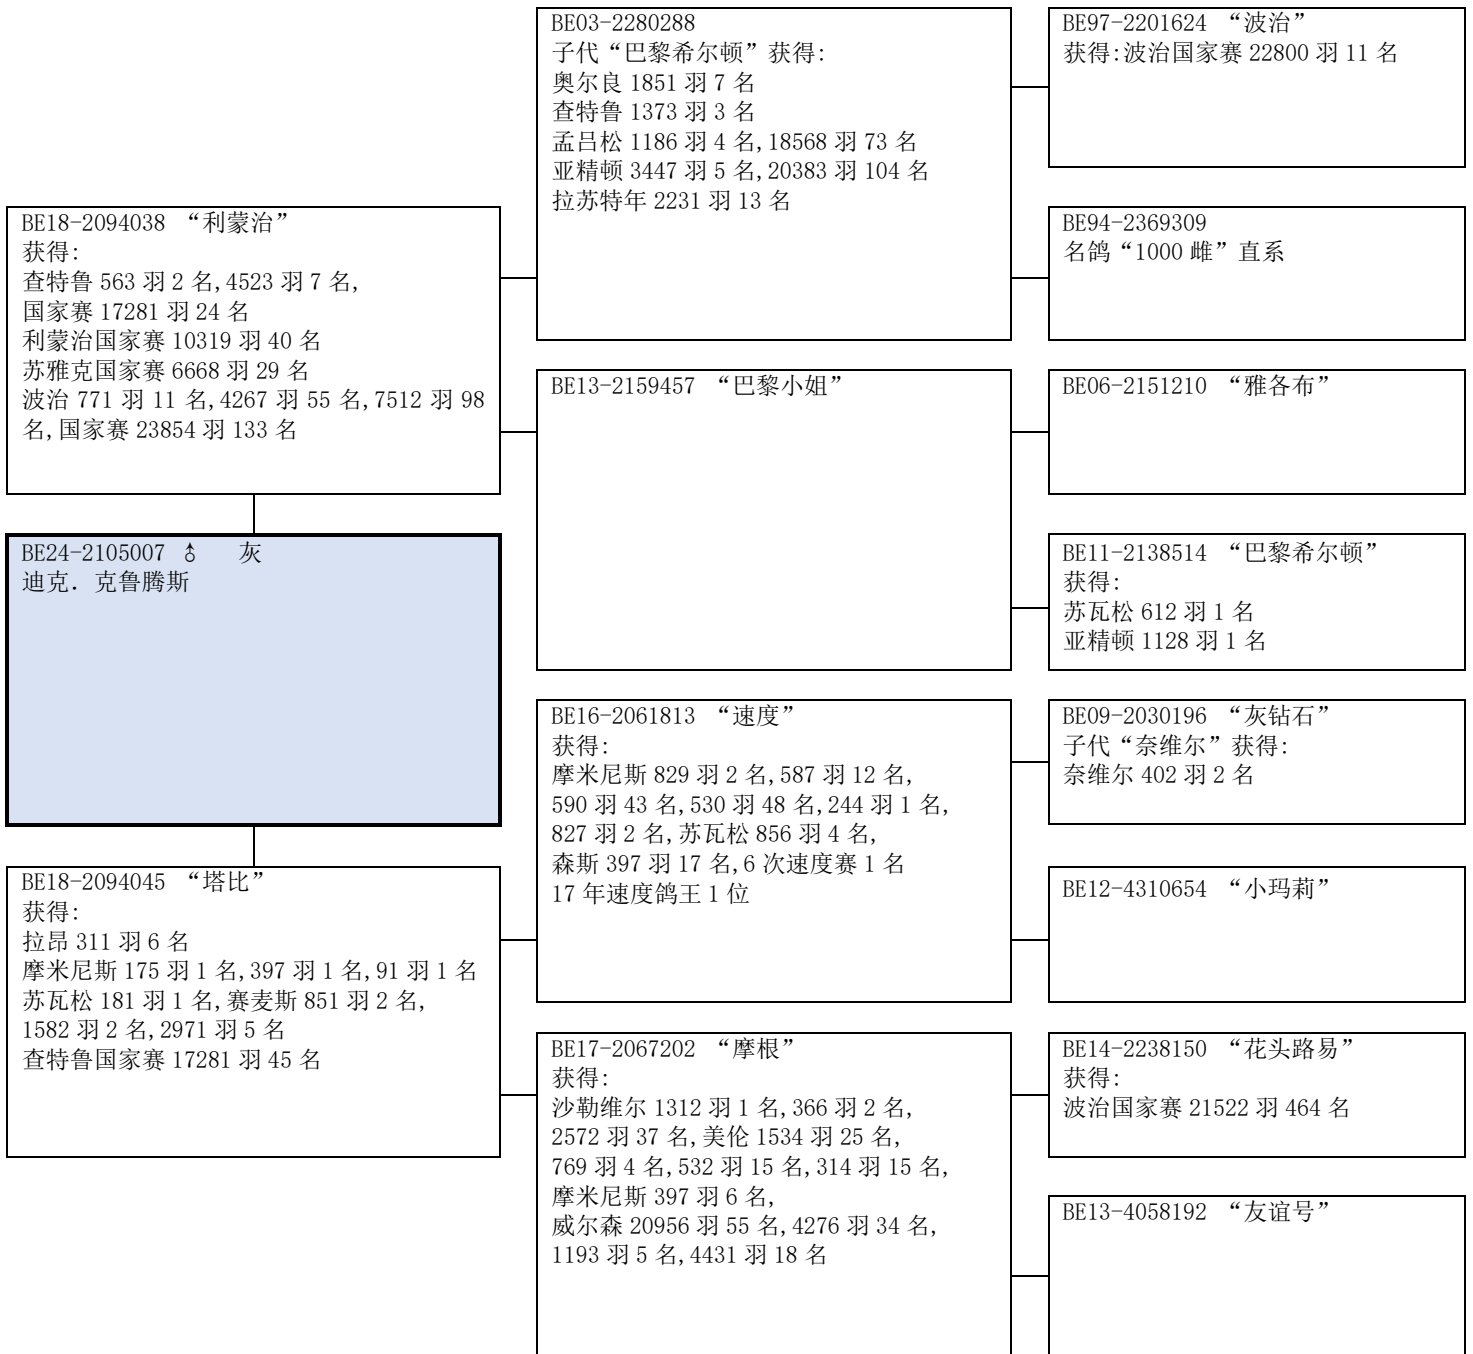 BE18-2094038 “利蒙治”
获得:
查特鲁 563 羽 2 名,4523 羽 7 名,
国家赛 17281 羽 24 名
利蒙治国家赛 10319 羽 40 名
苏雅克国家赛 6668 羽 29 名
波治 771 羽 11 名,4267 羽 55 名,7512 羽 98
名,国家赛 23854 羽 133 名
BE24-2105007 ♂ 灰
迪克. 克鲁腾斯
BE18-2094045 “塔比”
获得:
拉昂 311 羽 6 名
摩米尼斯 175 羽 1 名,397 羽 1 名,91 羽 1 名
苏瓦松 181 羽 1 名,赛麦斯 851 羽 2 名,
1582 羽 2 名,2971 羽 5 名
查特鲁国家赛 17281 羽 45 名
BE03-2280288
子代“巴黎希尔顿”获得:
奥尔良 1851 羽 7 名
查特鲁 1373 羽 3 名
孟吕松 1186 羽 4 名,18568 羽 73 名
亚精顿 3447 羽 5 名,20383 羽 104 名
拉苏特年 2231 羽 13 名
BE13-2159457 “巴黎小姐”
BE16-2061813 “速度”
获得:
摩米尼斯 829 羽 2 名,587 羽 12 名,
590 羽 43 名,530 羽 48 名,244 羽 1 名,
827 羽 2 名,苏瓦松 856 羽 4 名,
森斯 397 羽 17 名,6 次速度赛 1 名
17 年速度鸽王 1 位
BE17-2067202 “摩根”
获得:
沙勒维尔 1312 羽 1 名,366 羽 2 名,
2572 羽 37 名,美伦 1534 羽 25 名,
769 羽 4 名,532 羽 15 名,314 羽 15 名,
摩米尼斯 397 羽 6 名,
威尔森 20956 羽 55 名,4276 羽 34 名,
1193 羽 5 名,4431 羽 18 名
BE97-2201624 “波治”
获得:波治国家赛 22800 羽 11 名
BE94-2369309
名鸽“1000 雌”直系
BE06-2151210 “雅各布”
BE11-2138514 “巴黎希尔顿”
获得:
苏瓦松 612 羽 1 名
亚精顿 1128 羽 1 名
BE09-2030196 “灰钻石”
子代“奈维尔”获得:
奈维尔 402 羽 2 名
BE12-4310654 “小玛莉”
BE14-2238150 “花头路易”
获得:
波治国家赛 21522 羽 464 名
BE13-4058192 “友谊号”